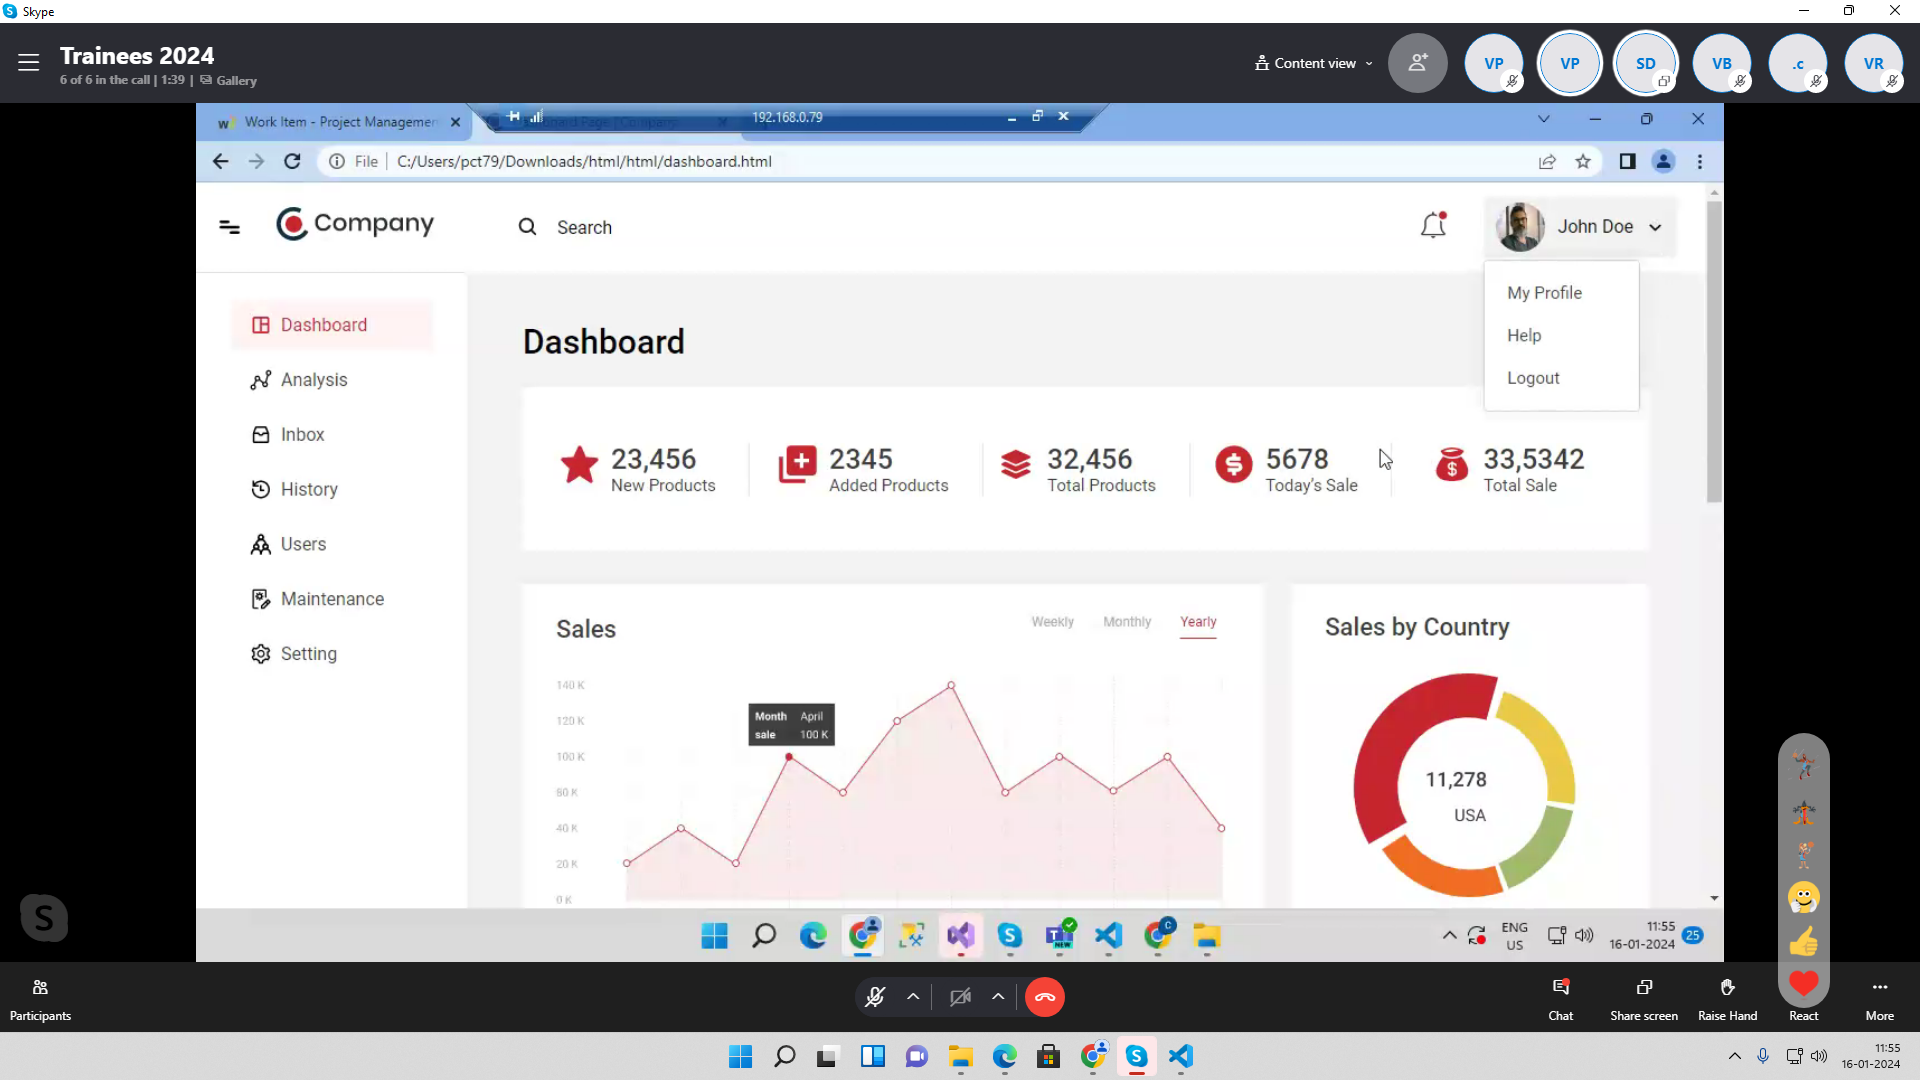 Skype
Trainees 2024
6 of 6 in the call | 1:39 | Gallery
Content view
VP
VP
SD
VB
.c
VR
Work Item - Project Managemen
192.168.0.79
File
C:/Users/pct79/Downloads/html/html/dashboard.html
Company
Search
John Doe
My Profile
Help
Logout
Dashboard
Analysis
Inbox
History
Users
Maintenance
Setting
Dashboard
23,456
New Products
2345
Added Products
32,456
Total Products
5678
Today's Sale
33,5342
Total Sale
Sales
Weekly
Monthly
Yearly
140 K
120 K
100 K
80 K
40 K
20 K
0 K
Month April
sale 100 K
Sales by Country
11,278
USA
NEW
C
ENG
US
11:55
16-01-2024
25
Participants
Chat
Share screen
Raise Hand
React
More
11:55
16-01-2024